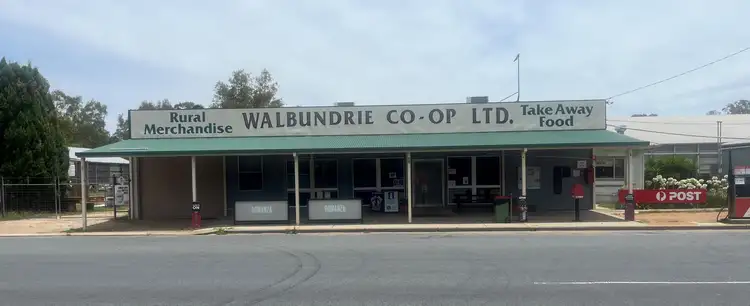 Rural
Merchandise
WALBUNDRIE CO-OP LTD.
Take Away
Food
POST